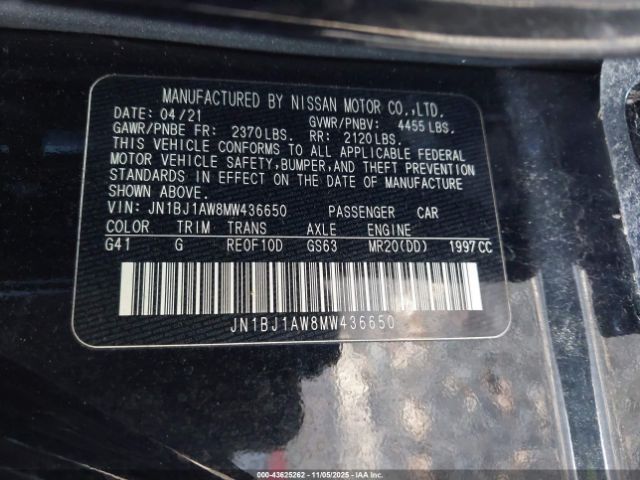 MANUFACTURED BY NISSAN MOTOR CO.,LTD.
DATE: 04/21 GVWR/PNBV: 4455 LBS.
GAWR/PNBE FR: 2370 LBS. RR: 2120 LBS.
THIS VEHICLE CONFORMS TO ALL APPLICABLE FEDERAL
MOTOR VEHICLE SAFETY, BUMPER, AND THEFT PREVENTION
STANDARDS IN EFFECT ON THE DATE OF MANUFACTURE
SHOWN ABOVE.
VIN: JN1BJ1AW8MW436650 PASSENGER CAR
COLOR TRIM TRANS AXLE ENGINE
G41 G RE0F10D GS63 MR20(DD) 1997CC
JN1BJ1AW8MW436650
000-43625262 - 11/05/2025 - IAAI.COM